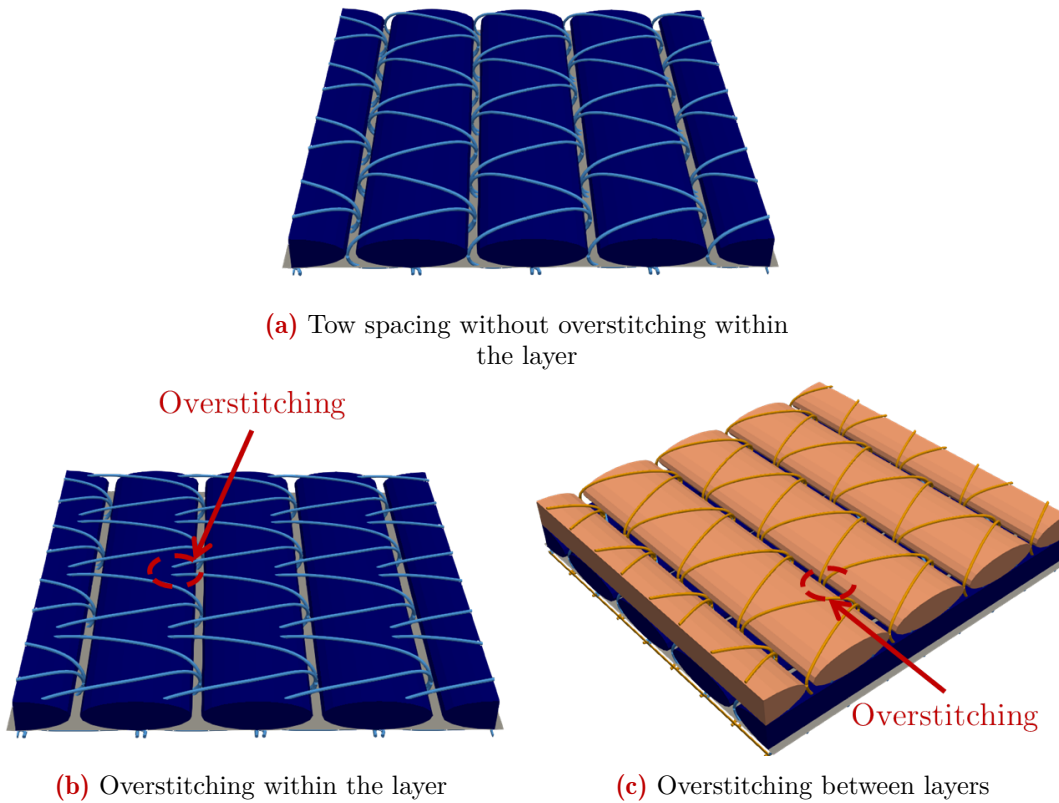 (a) Tow spacing without overstitching within
the layer
Overstitching
Overstitching
(b) Overstitching within the layer
(c) Overstitching between layers